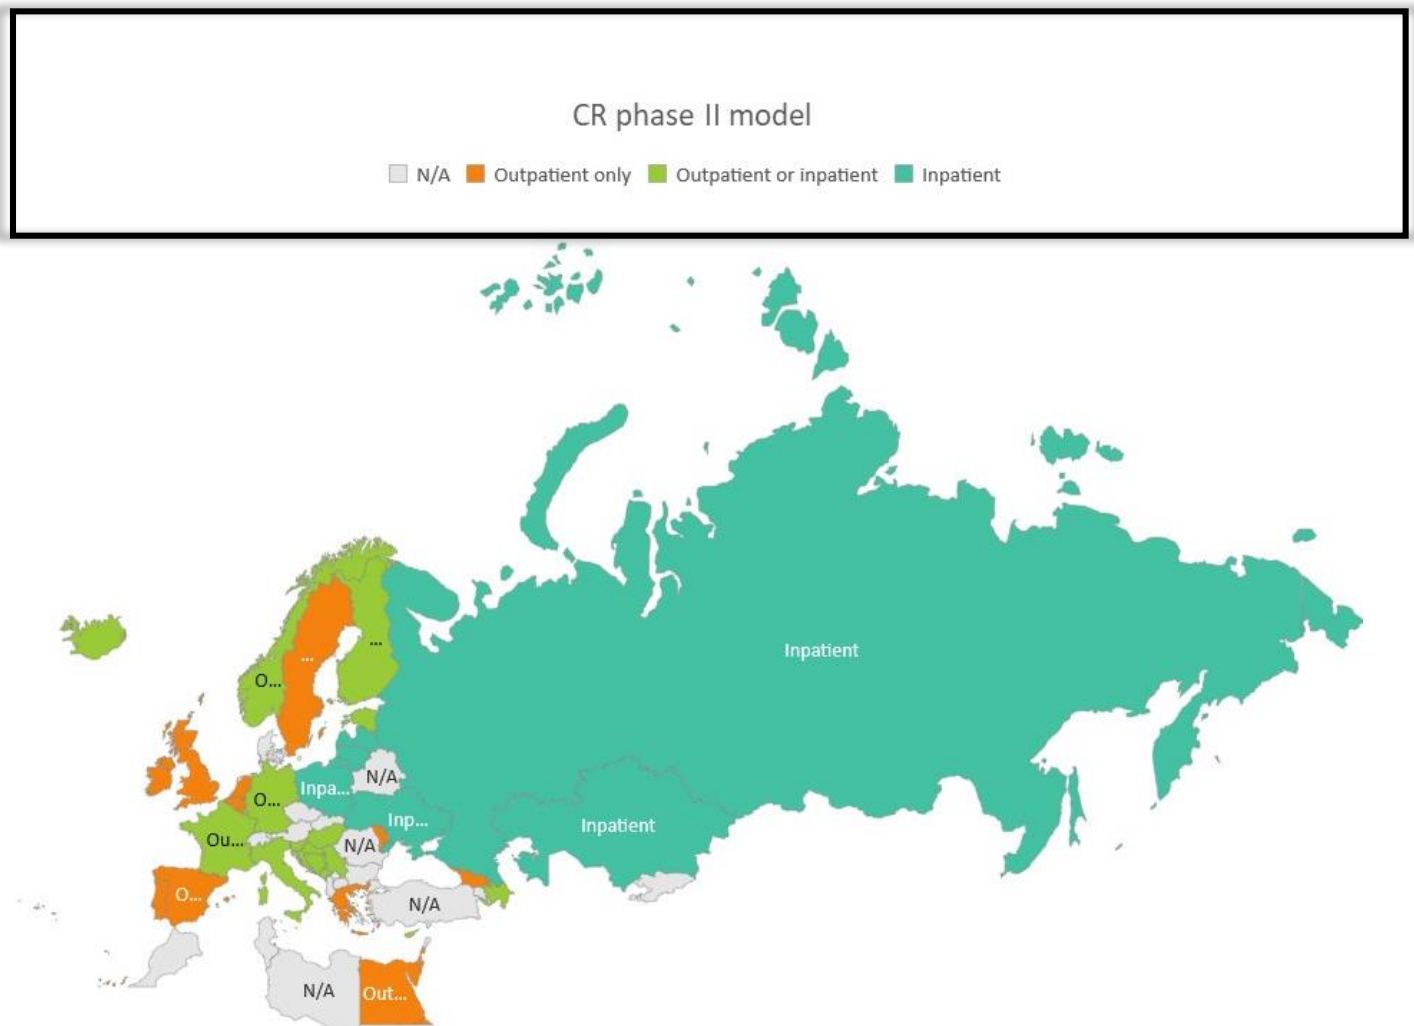 CR phase II model
N/A Outpatient only Outpatient or inpatient Inpatient
Inpatient
...
...
O...
N/A
Inpa...
O...
Inp...
Inpatient
Ou...
N/A
O...
N/A
N/A
Out...